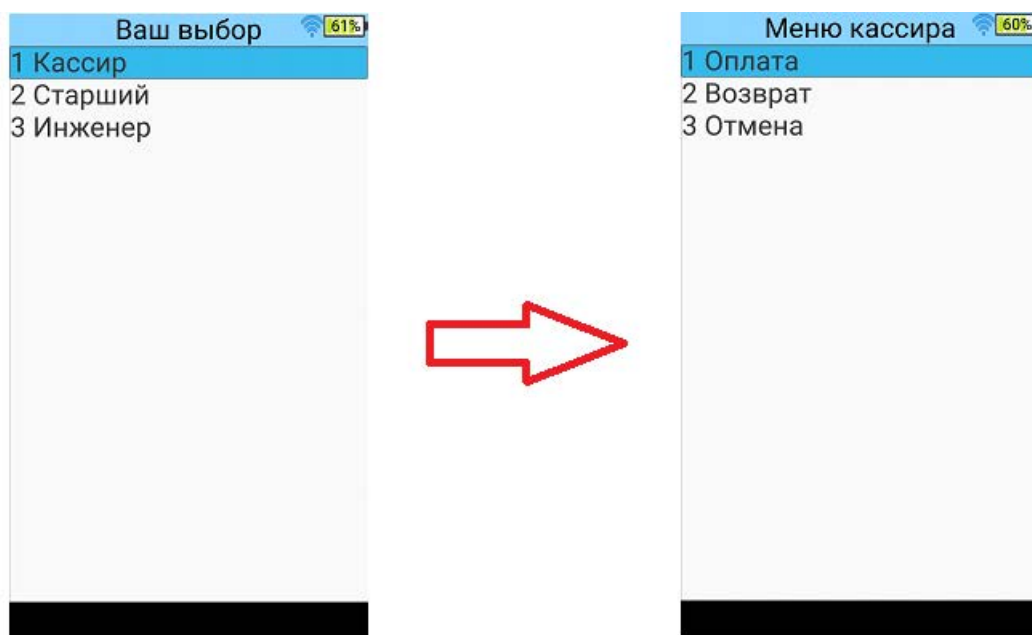 Ваш выбор 61%
1 Кассир
2 Старший
3 Инженер
Меню кассира 60%
1 Оплата
2 Возврат
3 Отмена